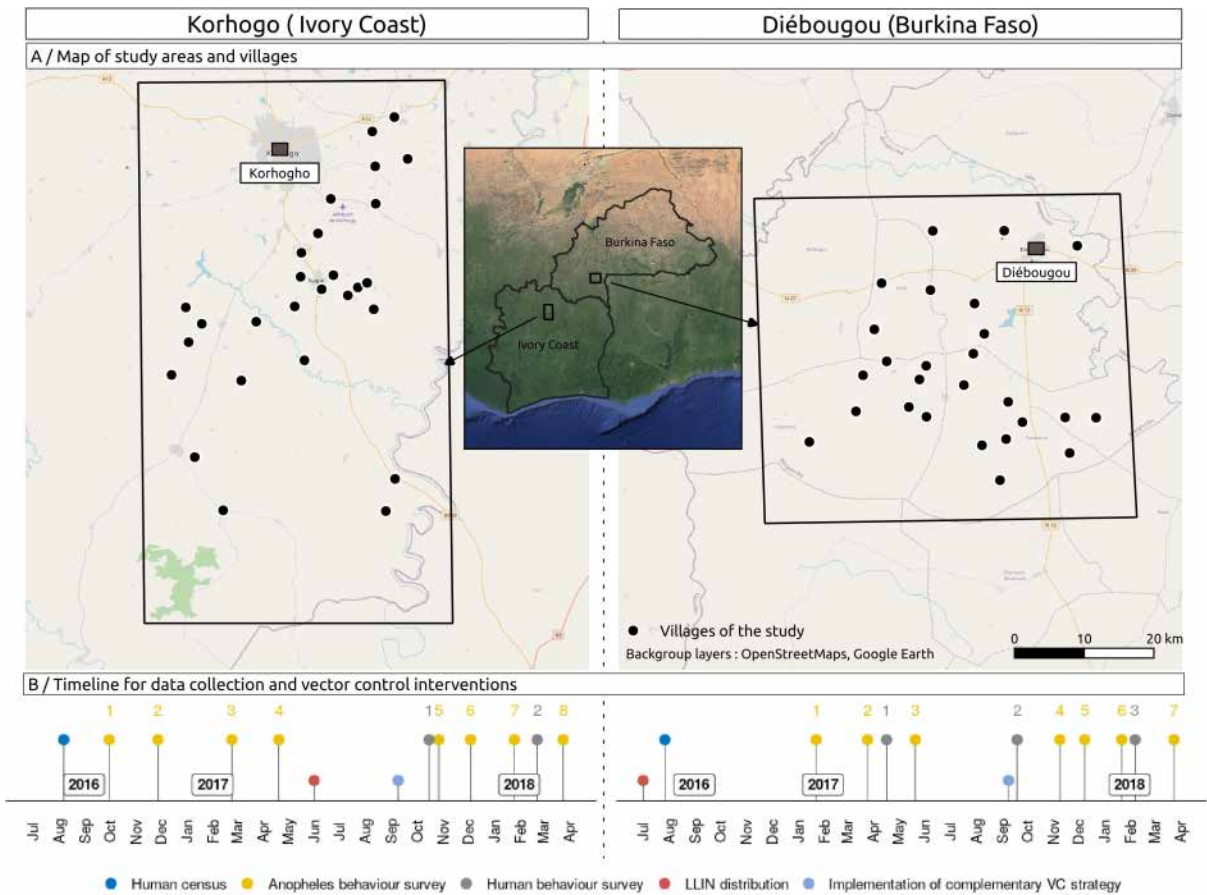 Korhogo ( Ivory Coast)
Diébougou (Burkina Faso)
A / Map of study areas and villages
Korhogho
Burkina Faso
Ivory Coast
Diébougou
Villages of the study
Backgroup layers : OpenStreetMaps, Google Earth
0 10 20 km
B / Timeline for data collection and vector control interventions
1 2 3 4 1 5 6 7 2 8
2016 2017 2018
Jul Aug Sep Oct Nov Dec Jan Feb Mar Apr May Jun Jul Aug Sep Oct Nov Dec Jan Feb Mar Apr
1 2 1 3 2 4 5 6 3 7
2016 2017 2018
Jul Aug Sep Oct Nov Dec Jan Feb Mar Apr May Jun Jul Aug Sep Oct Nov Dec Jan Feb Mar Apr
Human census Anopheles behaviour survey Human behaviour survey LLIN distribution Implementation of complementary VC strategy